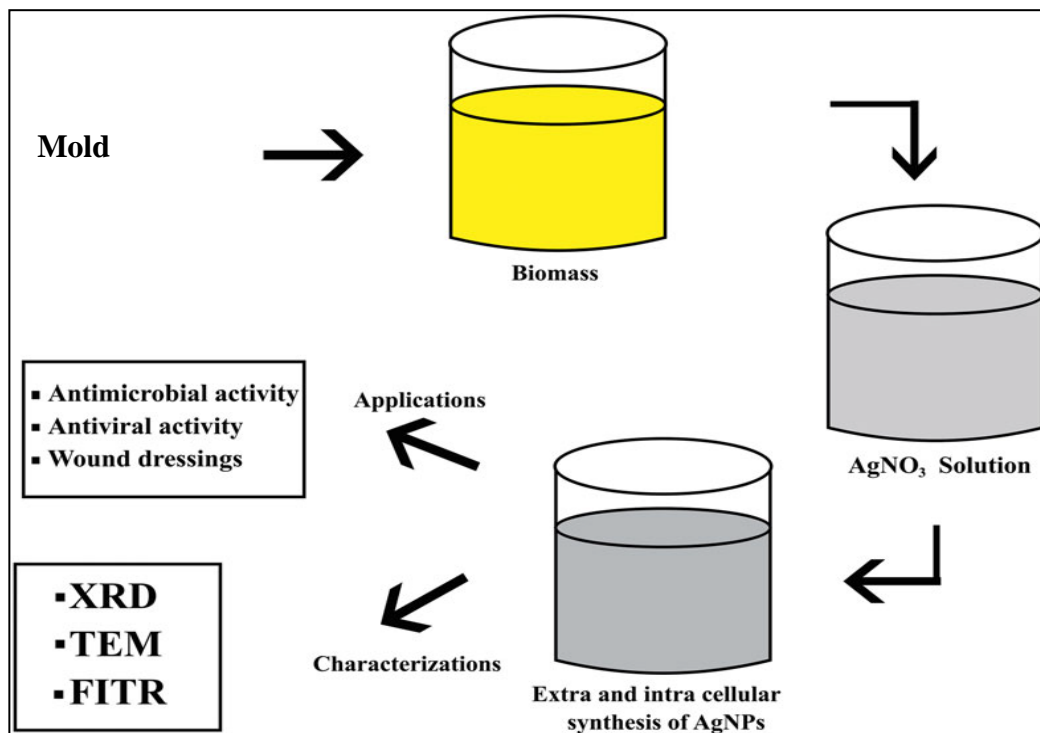 Mold
Biomass
AgNO₃ Solution
Extra and intra cellular
synthesis of AgNPs
Applications
▪ Antimicrobial activity
▪ Antiviral activity
▪ Wound dressings
Characterizations
▪XRD
▪TEM
▪FITR